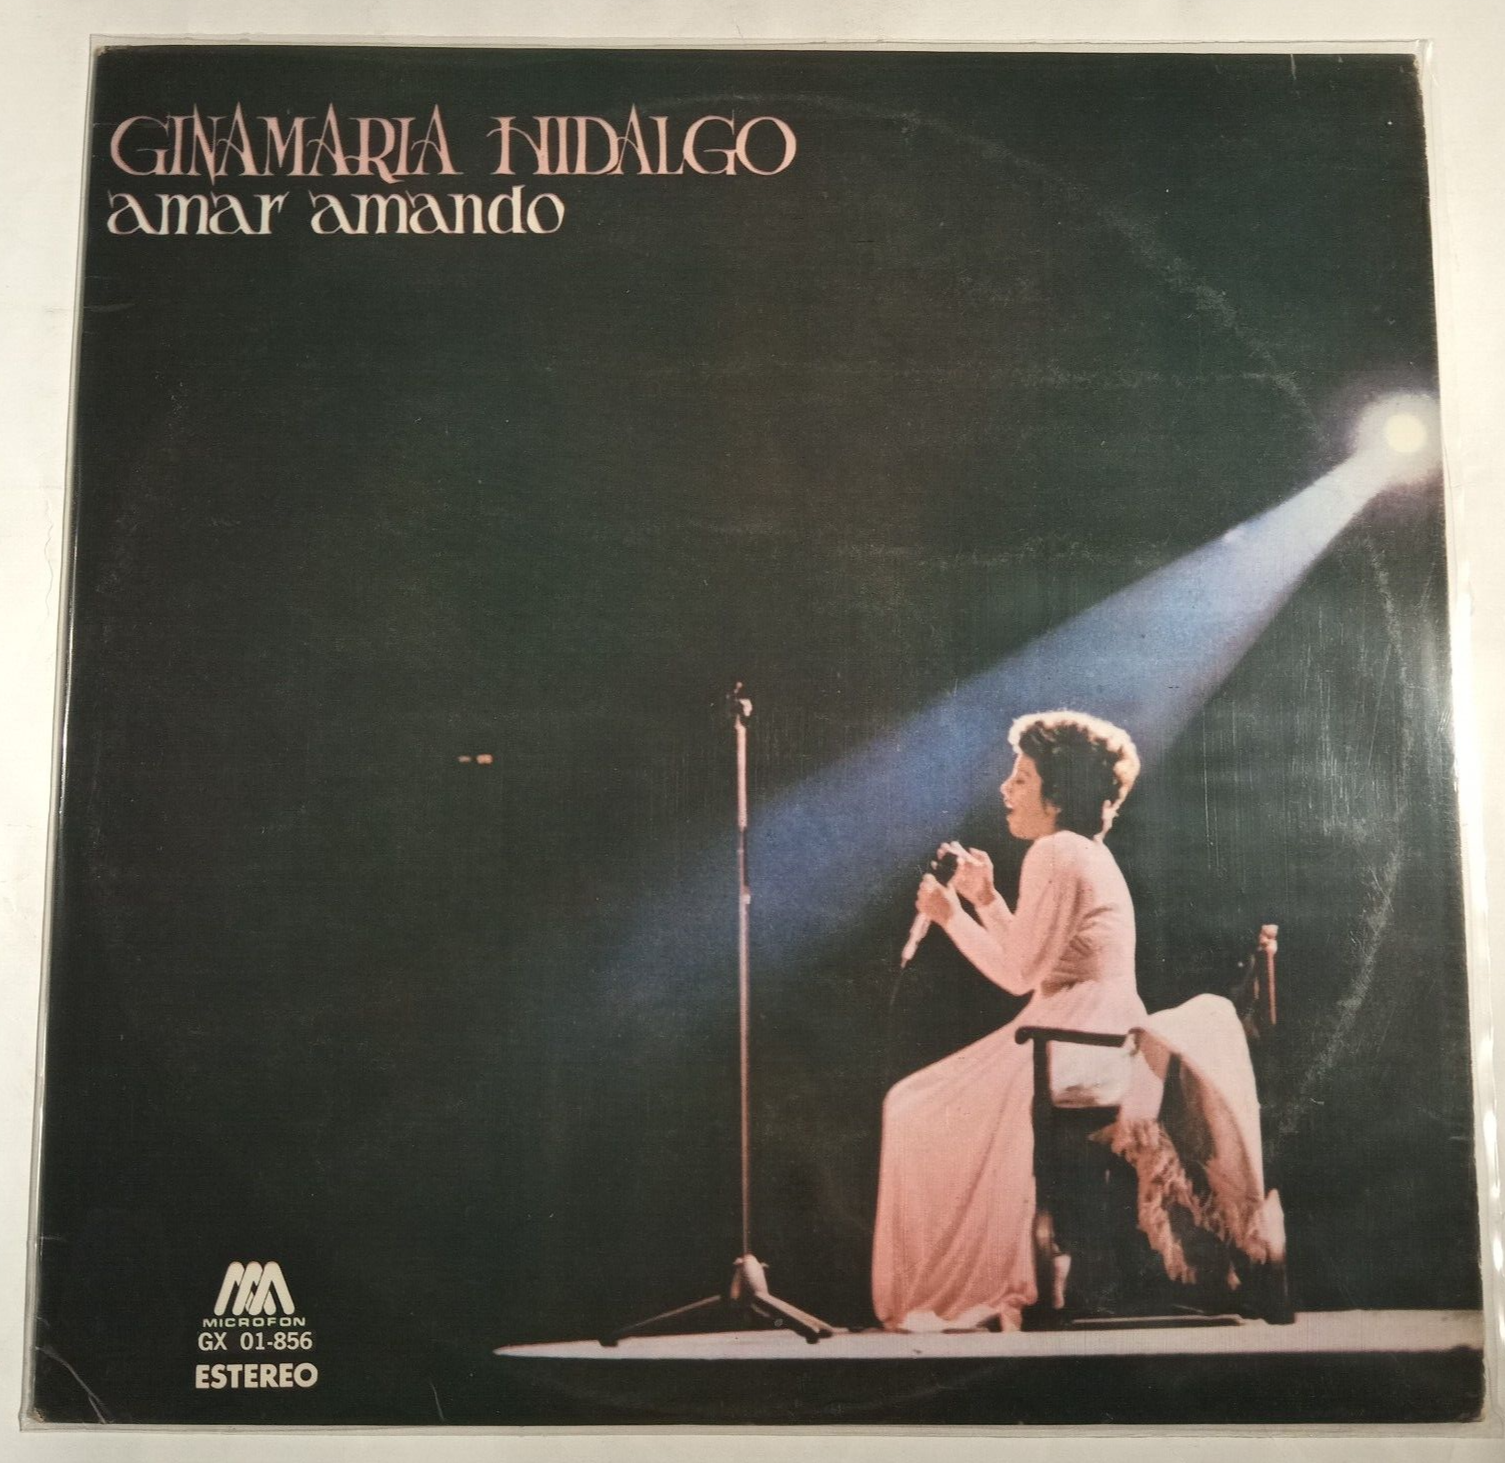 GINAMARIA HIDALGO
amar amando
MICROFON
GX 01-856
ESTEREO